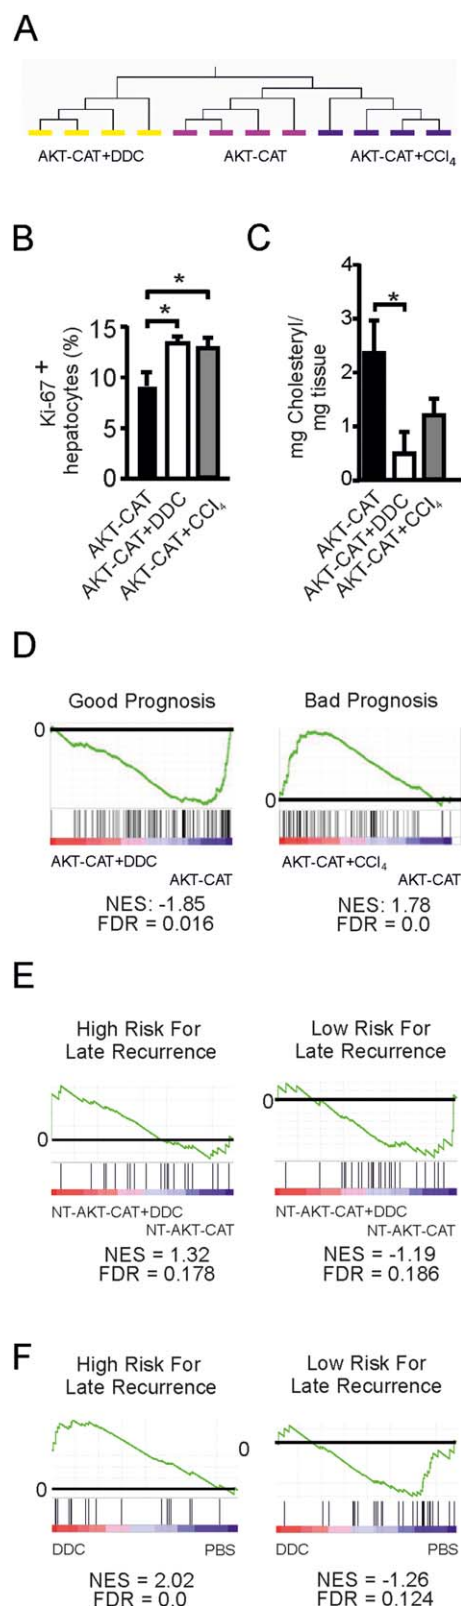 A
AKT-CAT+DDC AKT-CAT AKT-CAT+CCl₄
B
C
*
*
15
10
5
0
Ki-67 +
hepatocytes (%)
AKT-CAT
AKT-CAT+DDC
AKT-CAT+CCl₄
*
4
3
2
1
0
mg Cholesteryl/
mg tissue
AKT-CAT
AKT-CAT+DDC
AKT-CAT+CCl₄
D
Good Prognosis
0
AKT-CAT+DDC
AKT-CAT
NES: -1.85
FDR = 0.016
Bad Prognosis
0
AKT-CAT+CCl₄
AKT-CAT
NES: 1.78
FDR = 0.0
E
High Risk For
Late Recurrence
0
NT-AKT-CAT+DDC
NT-AKT-CAT
NES = 1.32
FDR = 0.178
Low Risk For
Late Recurrence
0
NT-AKT-CAT+DDC
NT-AKT-CAT
NES = -1.19
FDR = 0.186
F
High Risk For
Late Recurrence
0
DDC PBS
NES = 2.02
FDR = 0.0
Low Risk For
Late Recurrence
0
DDC PBS
NES = -1.26
FDR = 0.124